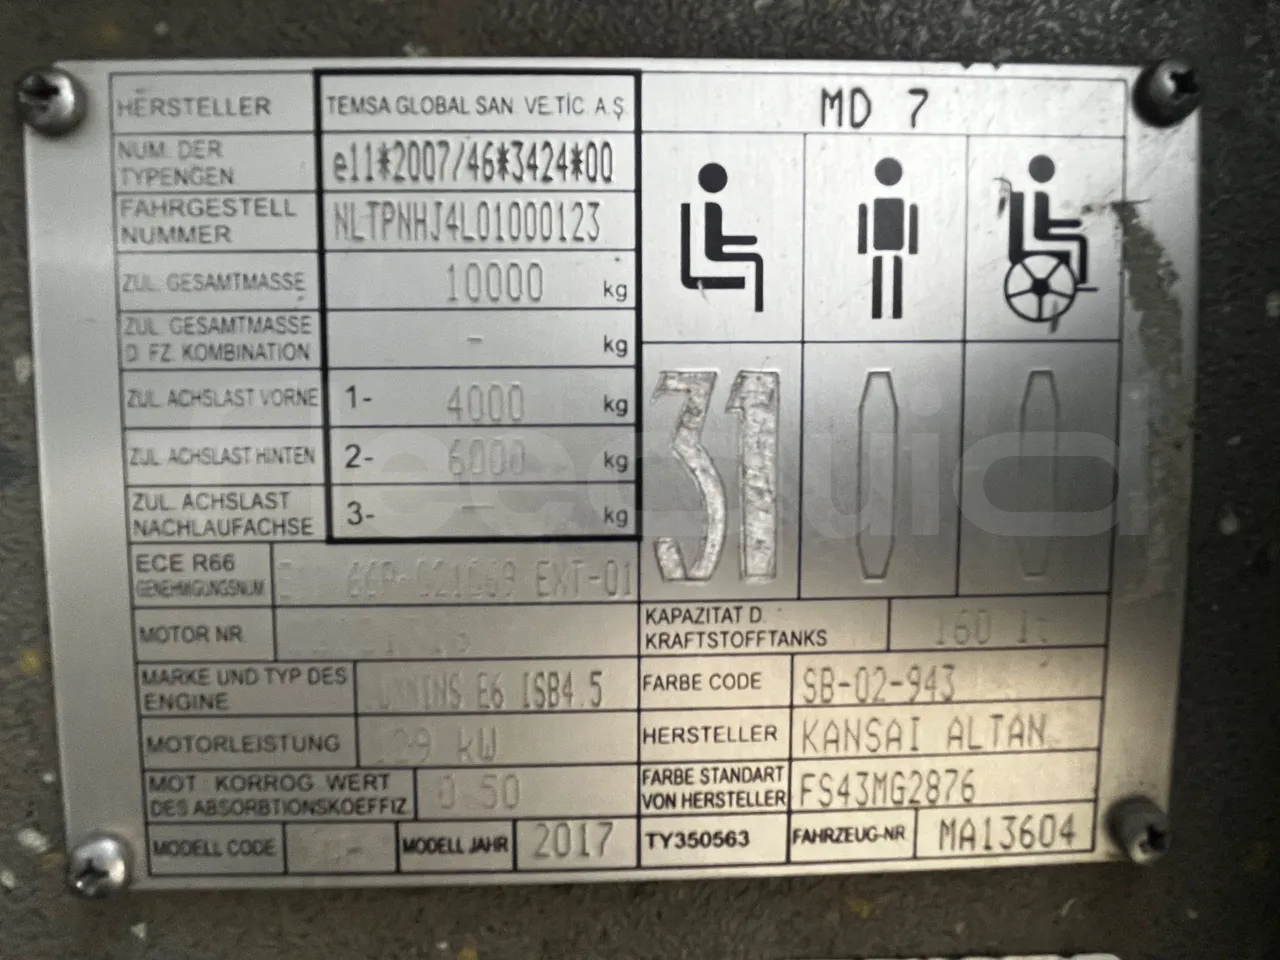 HERSTELLER TEMSA GLOBAL SAN. VE TİC. A.Ş. MD 7
NUM. DER
TYPENGEN e11*2007/46*3424*00
FAHRGESTELL
NUMMER NLTPNHJ4L01000123
ZUL. GESAMTMASSE 10000 kg
ZUL. GESAMTMASSE
D. FZ. KOMBINATION - kg
ZUL. ACHSLAST VORNE 1- 4000 kg
ZUL. ACHSLAST HINTEN 2- 6000 kg
ZUL. ACHSLAST
NACHLAUFACHSE 3- - kg
31 0 0
ECE R66
GENEHMIGUNGSNUM EXT-01
MOTOR NR
KAPAZITAT D.
KRAFTSTOFFTANKS 160
MARKE UND TYP DES
ENGINE E6 ISB4.5
FARBE CODE SB-02-943
MOTORLEISTUNG kW
HERSTELLER KANSAI ALTAN
MOT. KORROG. WERT
DES ABSORBTIONSKOEFFIZ. 0.50
FARBE STANDART
VON HERSTELLER FS43MG2876
MODELL CODE - MODELL JAHR 2017 TY350563 FAHRZEUG-NR MA13604